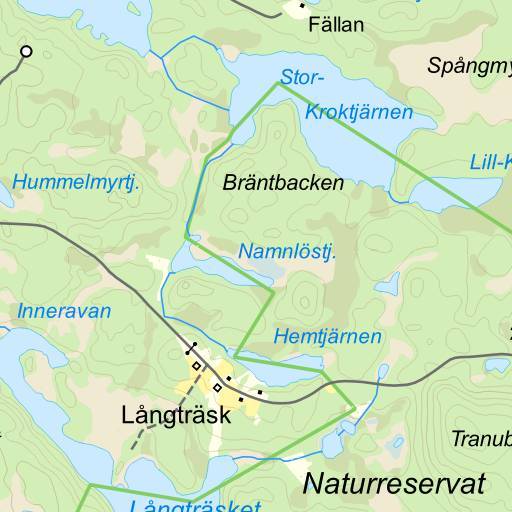 Fällan
Spångmy
Stor-
Kroktjärnen
Lill-K
Hummelmyrtj.
Bräntbacken
Namnlöstj.
Inneravan
Hemtjärnen
Långträsk
Tranub
Naturreservat
Långträsket